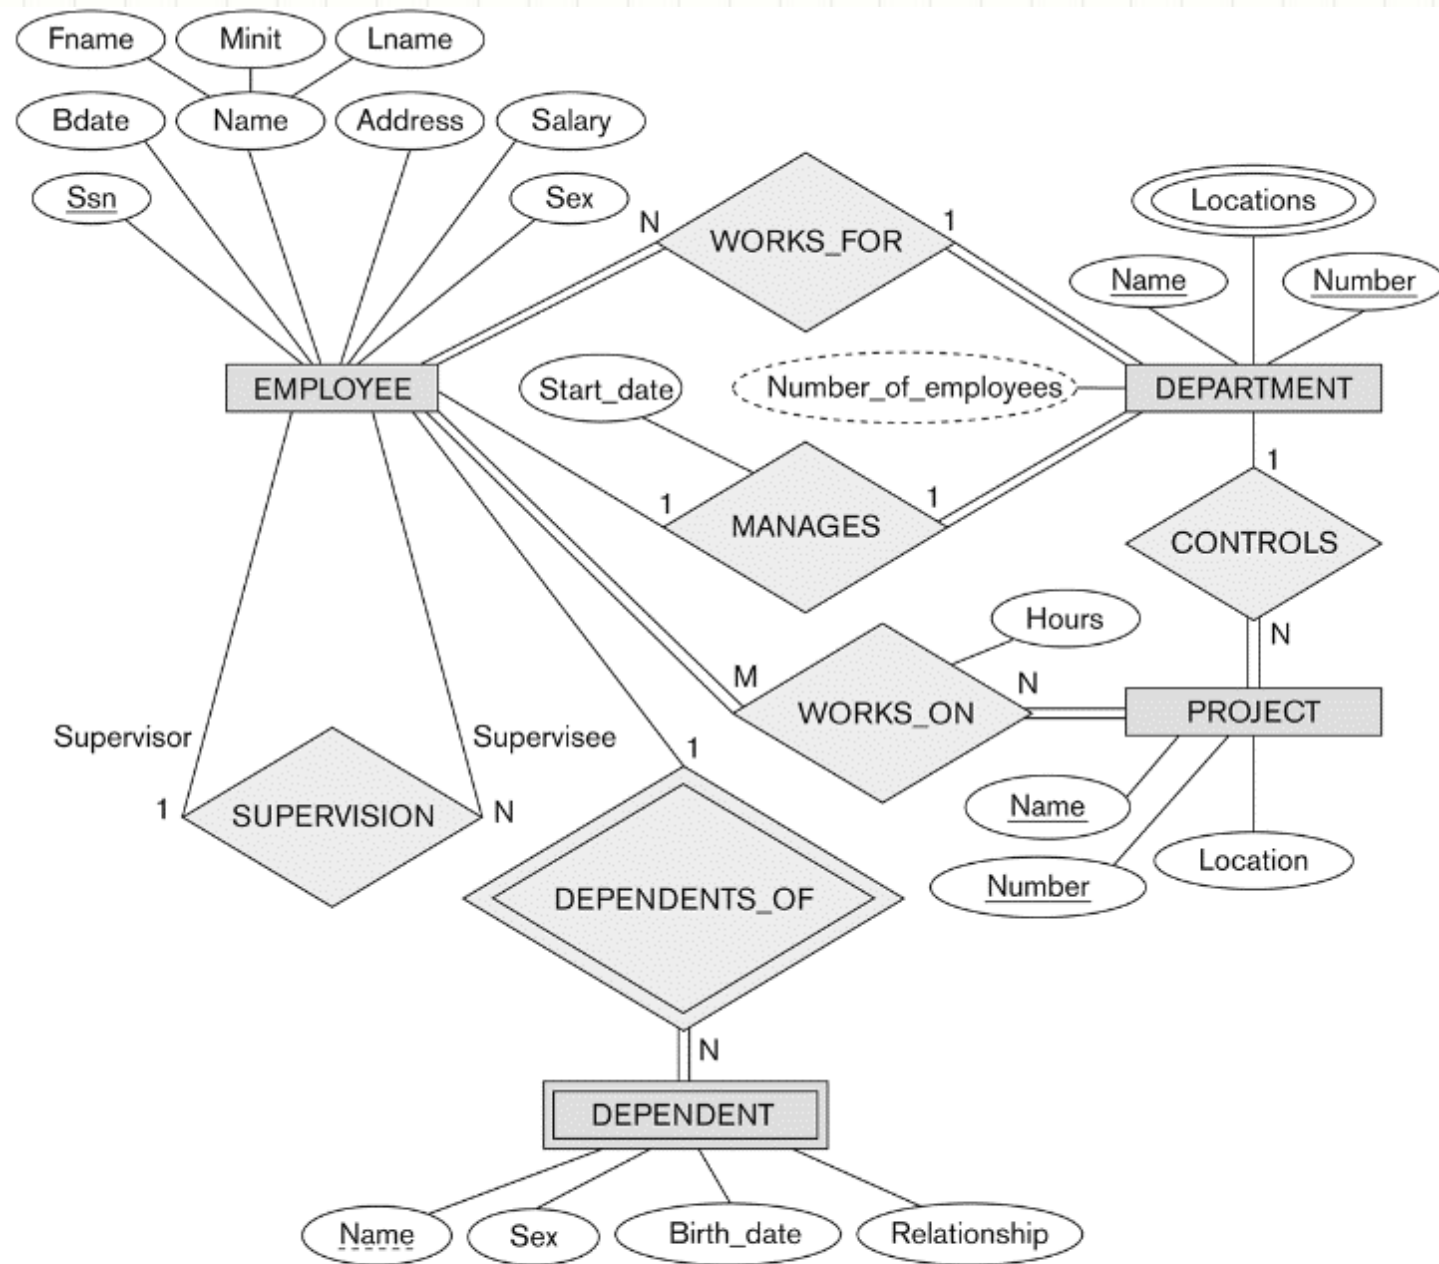 Fname Minit Lname
Bdate Name Address Salary
Ssn Sex
N WORKS_FOR 1
Locations
Name Number
EMPLOYEE Start_date Number_of_employees DEPARTMENT
1 MANAGES 1
1
CONTROLS
N
Hours
M WORKS_ON N PROJECT
Supervisor Supervisee
1 SUPERVISION N
1
Name
Number Location
DEPENDENTS_OF
N
DEPENDENT
Name Sex Birth_date Relationship